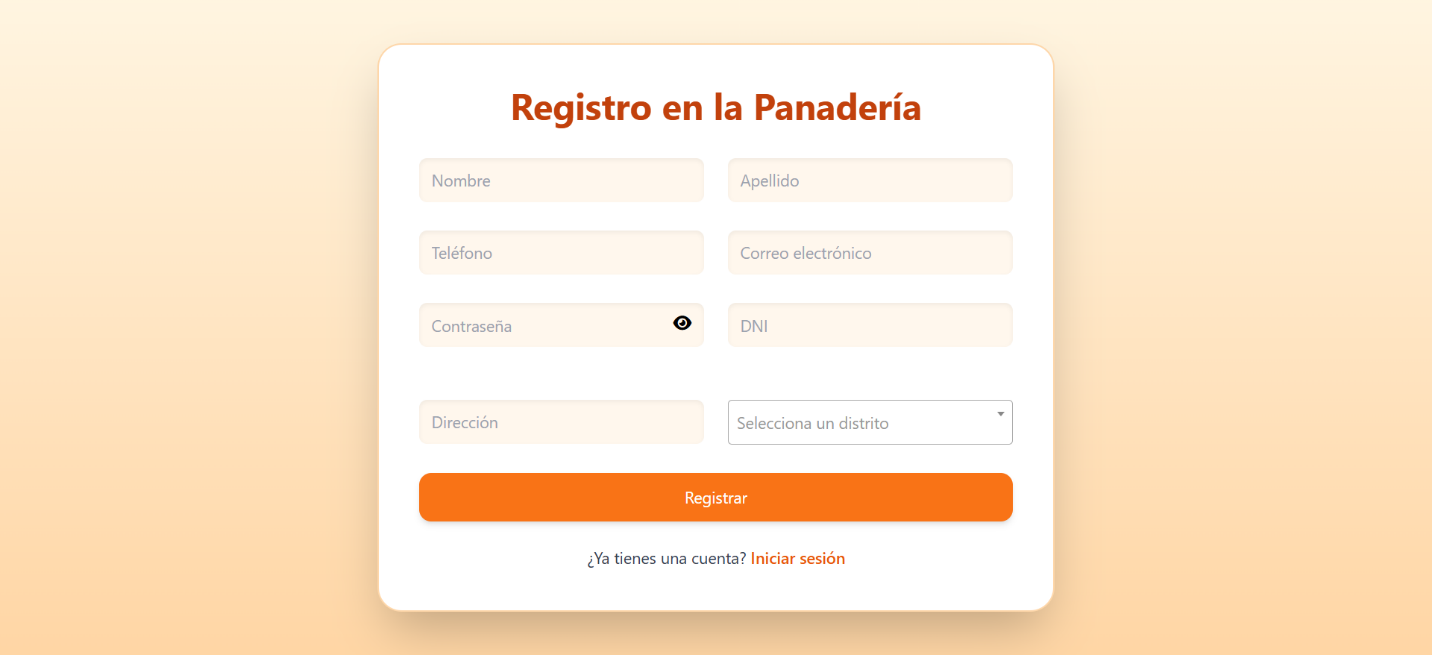 Registro en la Panadería
Nombre
Apellido
Teléfono
Correo electrónico
Contraseña
DNI
Dirección
Selecciona un distrito
Registrar
¿Ya tienes una cuenta? Iniciar sesión